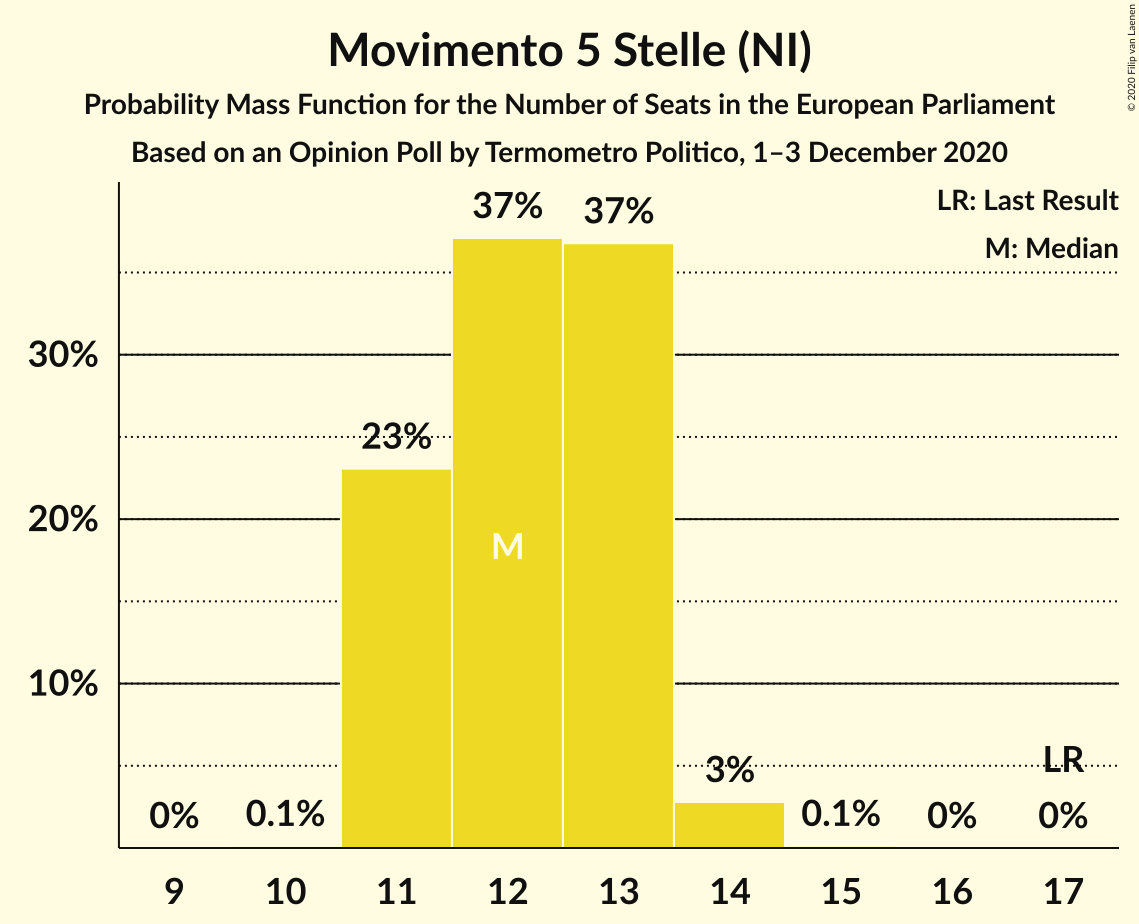 Movimento 5 Stelle (NI)
Probability Mass Function for the Number of Seats in the European Parliament
Based on an Opinion Poll by Termometro Politico, 1–3 December 2020
© 2020 Filip van Laenen
LR: Last Result
M: Median
37%
37%
30%
23%
20%
M
10%
LR
3%
0%
0.1%
0.1%
0%
0%
9
10
11
12
13
14
15
16
17